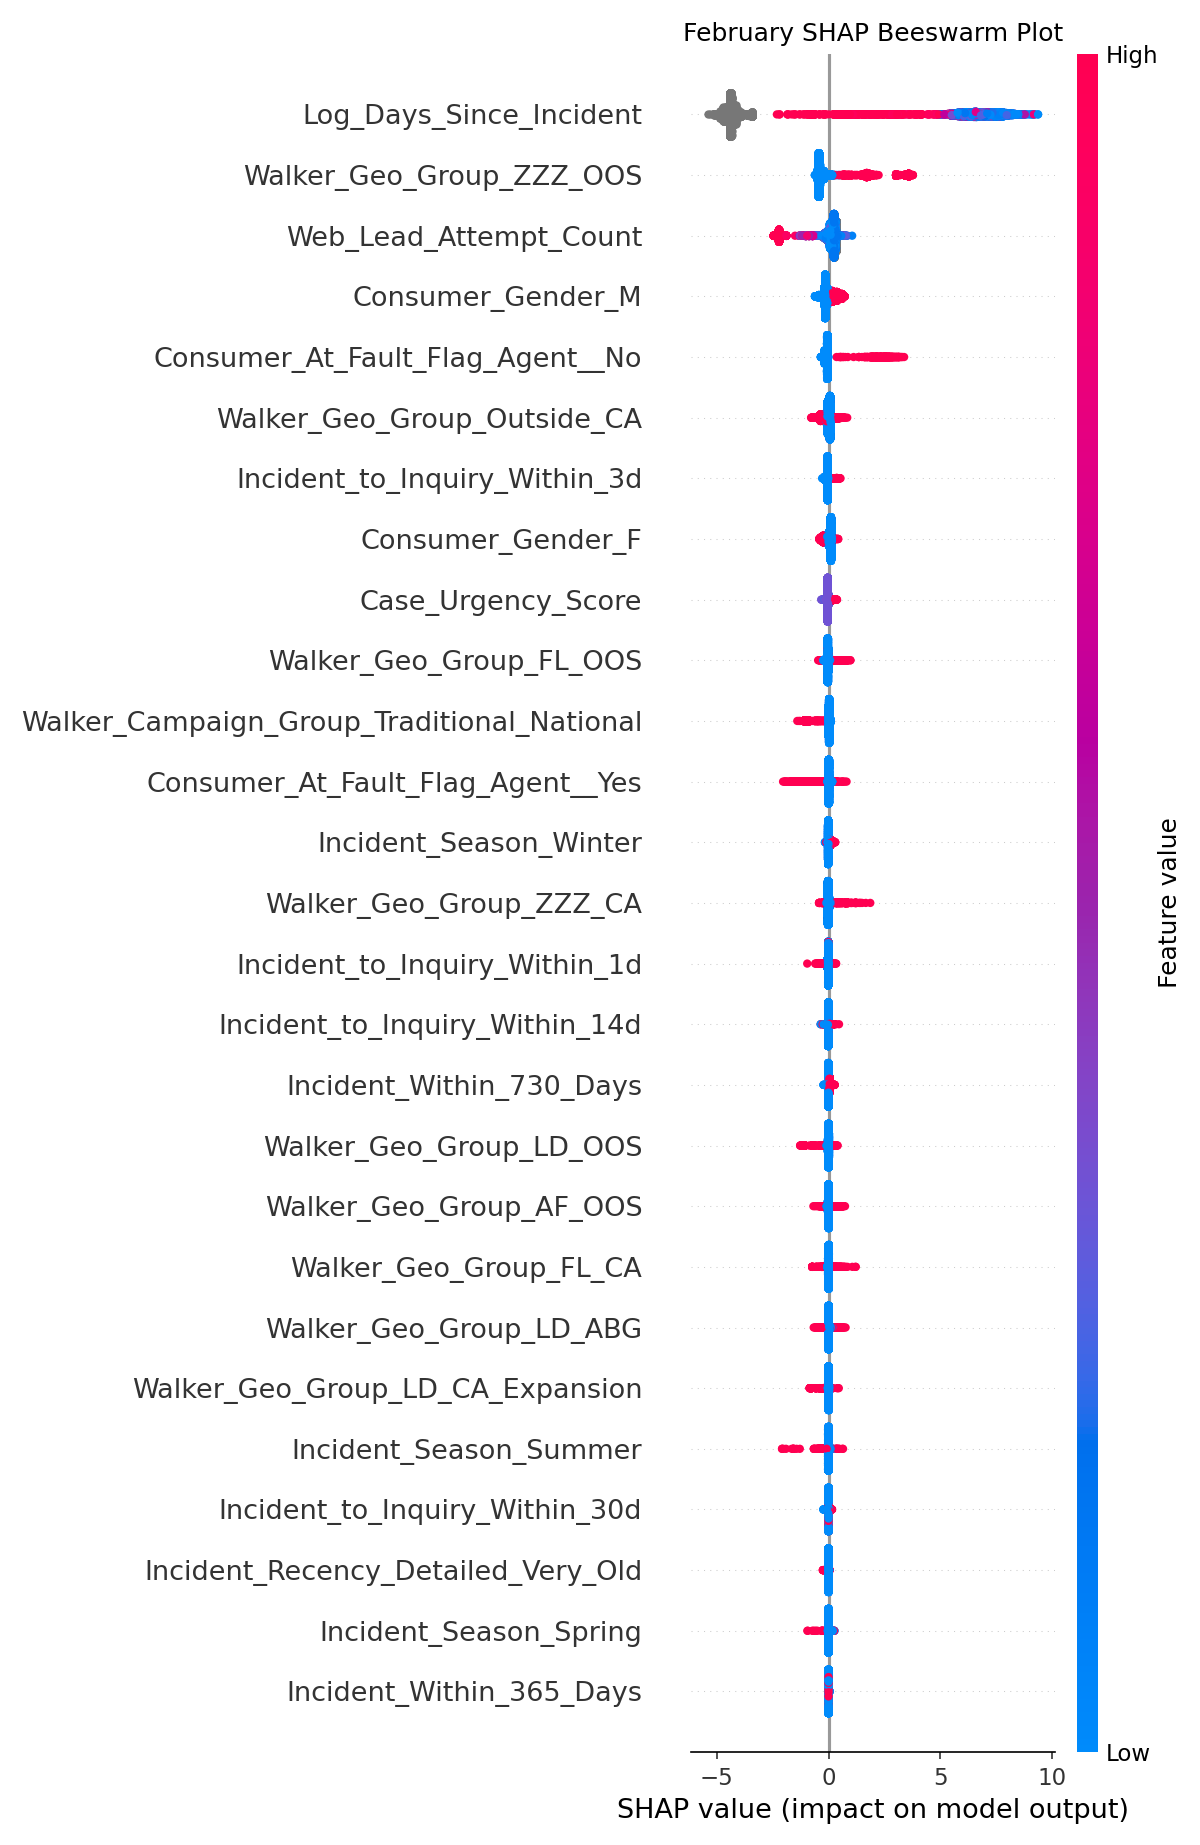 February SHAP Beeswarm Plot
High
Log_Days_Since_Incident
Walker_Geo_Group_ZZZ_OOS
Web_Lead_Attempt_Count
Consumer_Gender_M
Consumer_At_Fault_Flag_Agent__No
Walker_Geo_Group_Outside_CA
Incident_to_Inquiry_Within_3d
Consumer_Gender_F
Case_Urgency_Score
Walker_Geo_Group_FL_OOS
Walker_Campaign_Group_Traditional_National
Consumer_At_Fault_Flag_Agent__Yes
Incident_Season_Winter
Walker_Geo_Group_ZZZ_CA
Incident_to_Inquiry_Within_1d
Incident_to_Inquiry_Within_14d
Incident_Within_730_Days
Walker_Geo_Group_LD_OOS
Walker_Geo_Group_AF_OOS
Walker_Geo_Group_FL_CA
Walker_Geo_Group_LD_ABG
Walker_Geo_Group_LD_CA_Expansion
Incident_Season_Summer
Incident_to_Inquiry_Within_30d
Incident_Recency_Detailed_Very_Old
Incident_Season_Spring
Incident_Within_365_Days
Feature value
Low
−5 0 5 10
SHAP value (impact on model output)